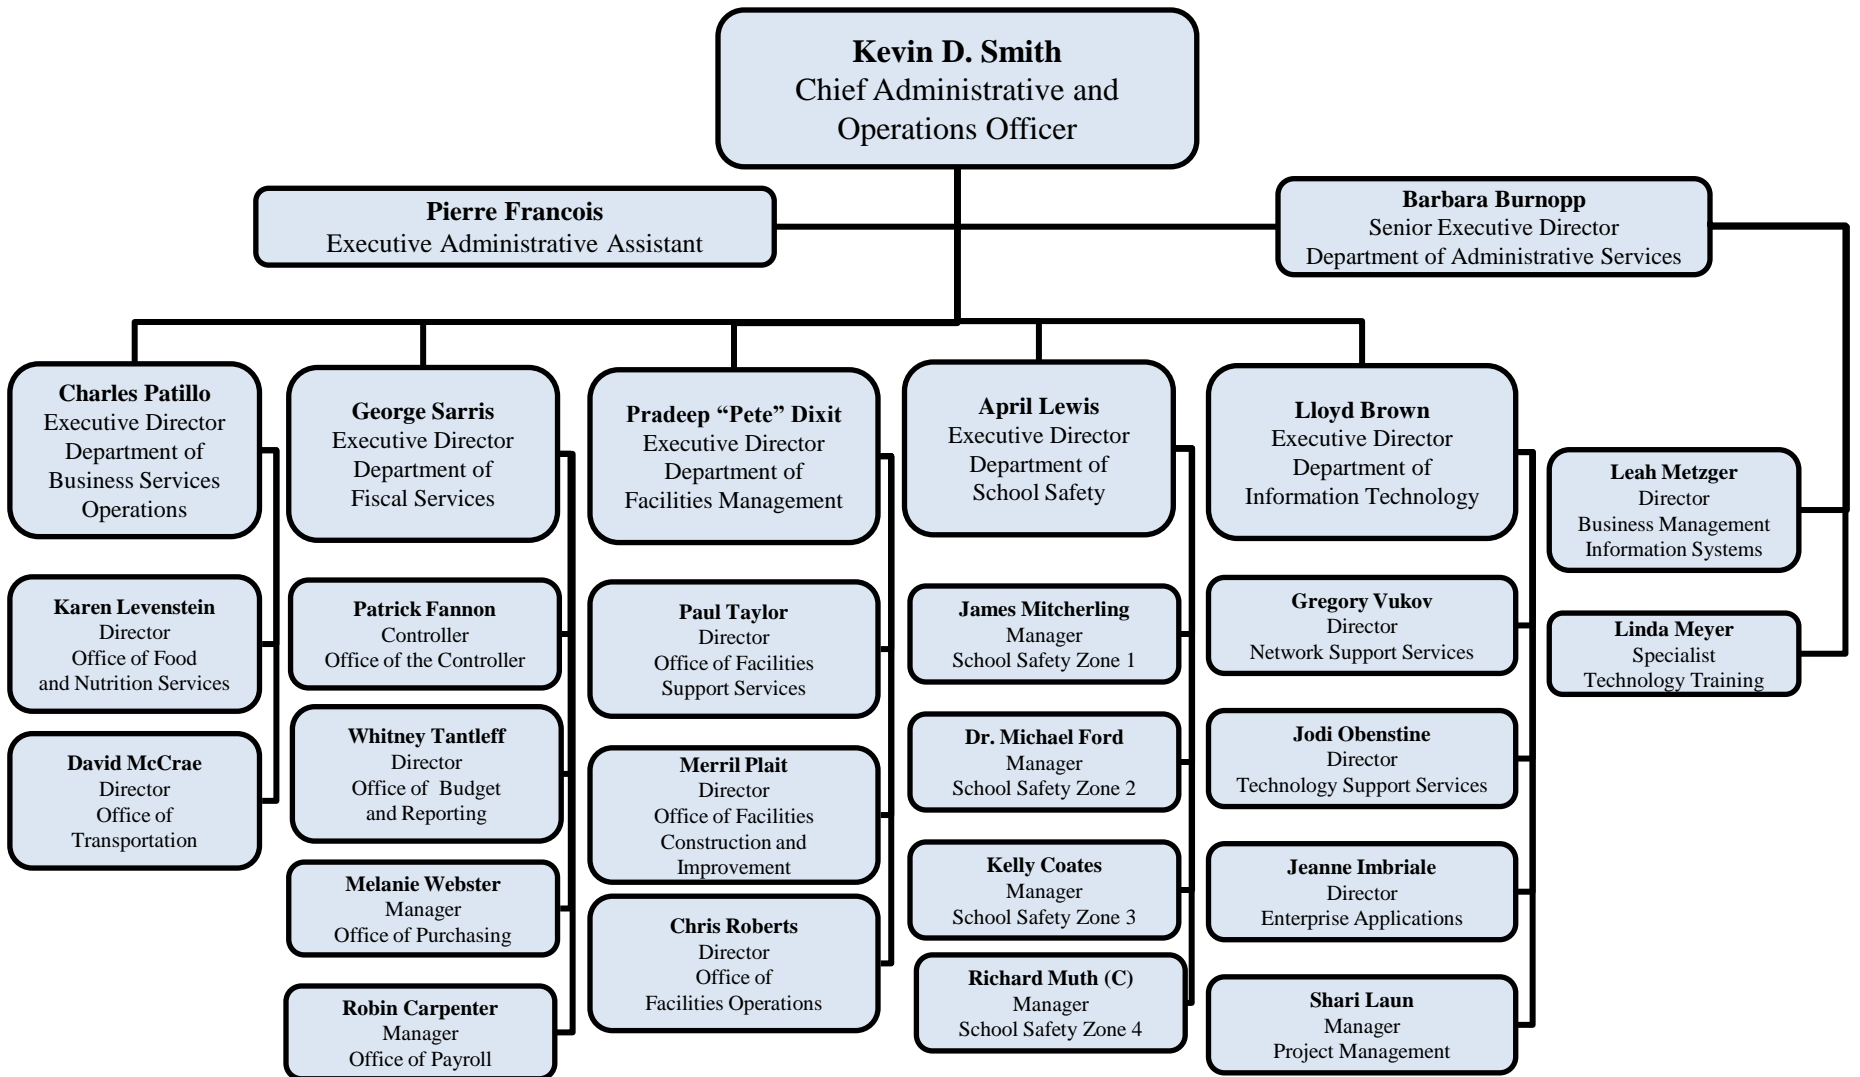 Kevin D. Smith
Chief Administrative and
Operations Officer
Pierre Francois
Executive Administrative Assistant
Barbara Burnopp
Senior Executive Director
Department of Administrative Services
Charles Patillo
Executive Director
Department of
Business Services
Operations
Karen Levenstein
Director
Office of Food
and Nutrition Services
David McCrae
Director
Office of
Transportation
George Sarris
Executive Director
Department of
Fiscal Services
Patrick Fannon
Controller
Office of the Controller
Whitney Tantleff
Director
Office of Budget
and Reporting
Melanie Webster
Manager
Office of Purchasing
Robin Carpenter
Manager
Office of Payroll
Pradeep “Pete” Dixit
Executive Director
Department of
Facilities Management
Paul Taylor
Director
Office of Facilities
Support Services
Merril Plait
Director
Office of Facilities
Construction and
Improvement
Chris Roberts
Director
Office of
Facilities Operations
April Lewis
Executive Director
Department of
School Safety
James Mitcherling
Manager
School Safety Zone 1
Dr. Michael Ford
Manager
School Safety Zone 2
Kelly Coates
Manager
School Safety Zone 3
Richard Muth (C)
Manager
School Safety Zone 4
Lloyd Brown
Executive Director
Department of
Information Technology
Gregory Vukov
Director
Network Support Services
Jodi Obenstine
Director
Technology Support Services
Jeanne Imbriale
Director
Enterprise Applications
Shari Laun
Manager
Project Management
Leah Metzger
Director
Business Management
Information Systems
Linda Meyer
Specialist
Technology Training